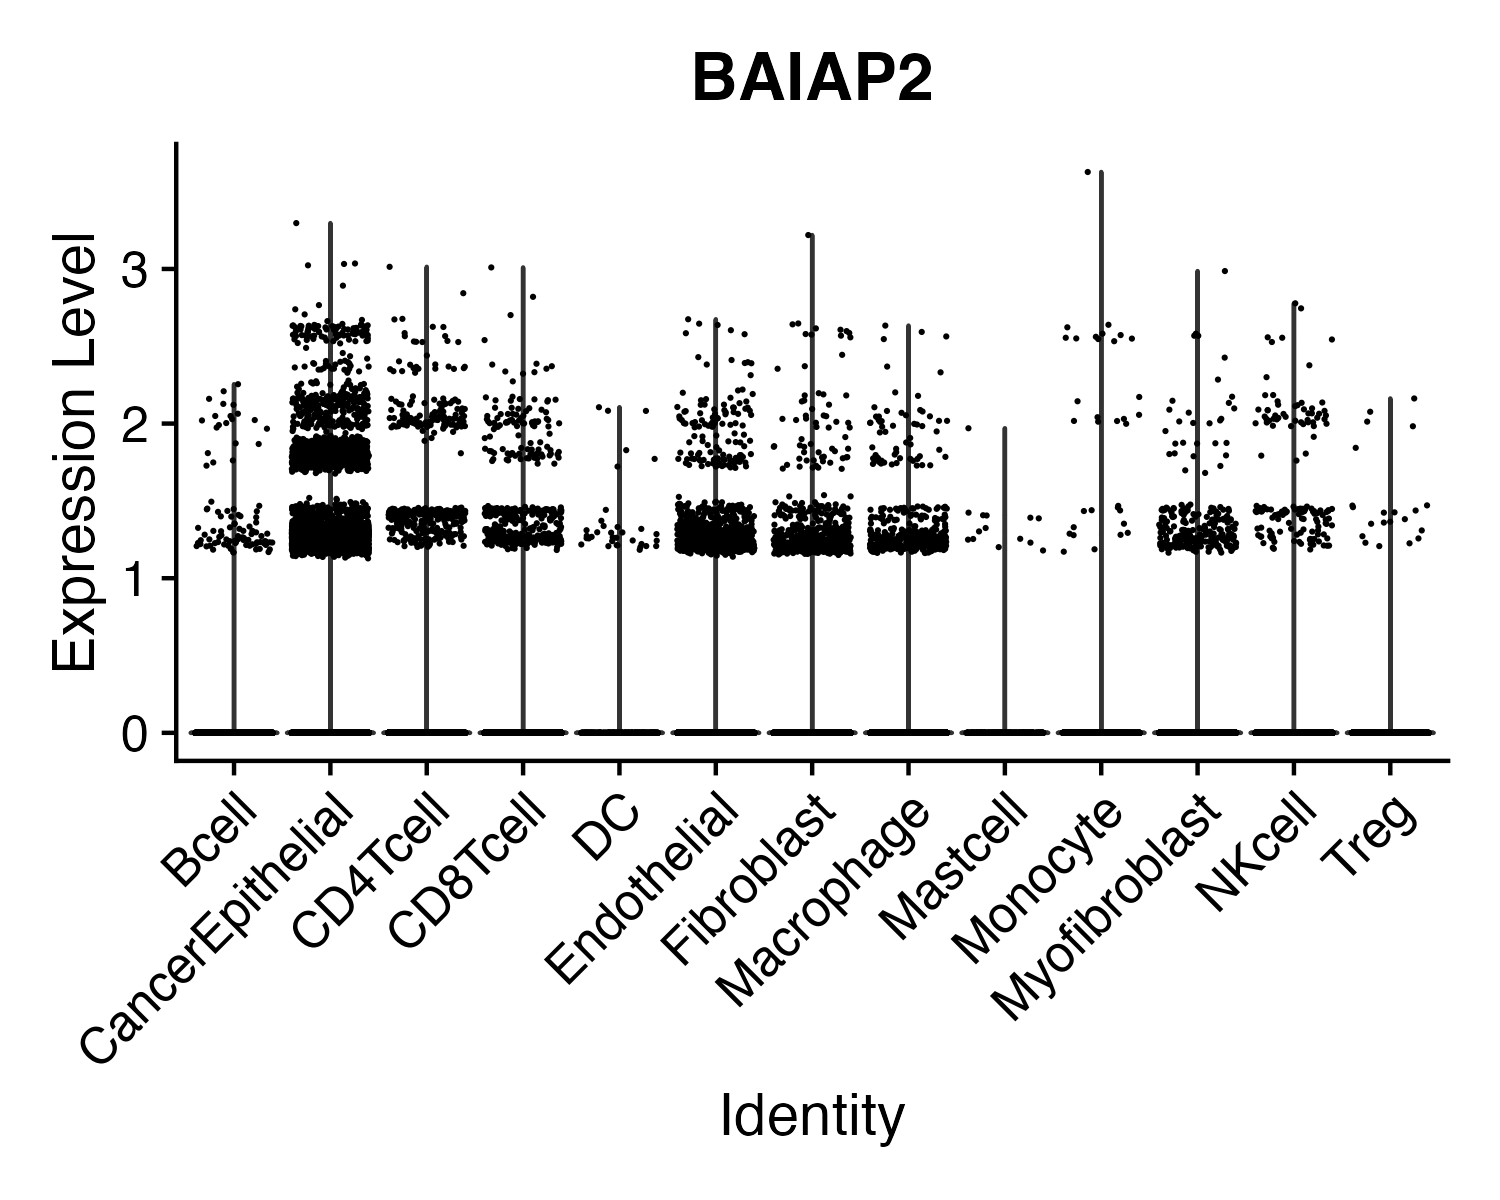 BAIAP2
Expression Level
3
2
1
0
Bcell
CancerEpithelial
CD4Tcell
CD8Tcell
DC
Endothelial
Fibroblast
Macrophage
Mastcell
Monocyte
Myofibroblast
NKcell
Treg
Identity